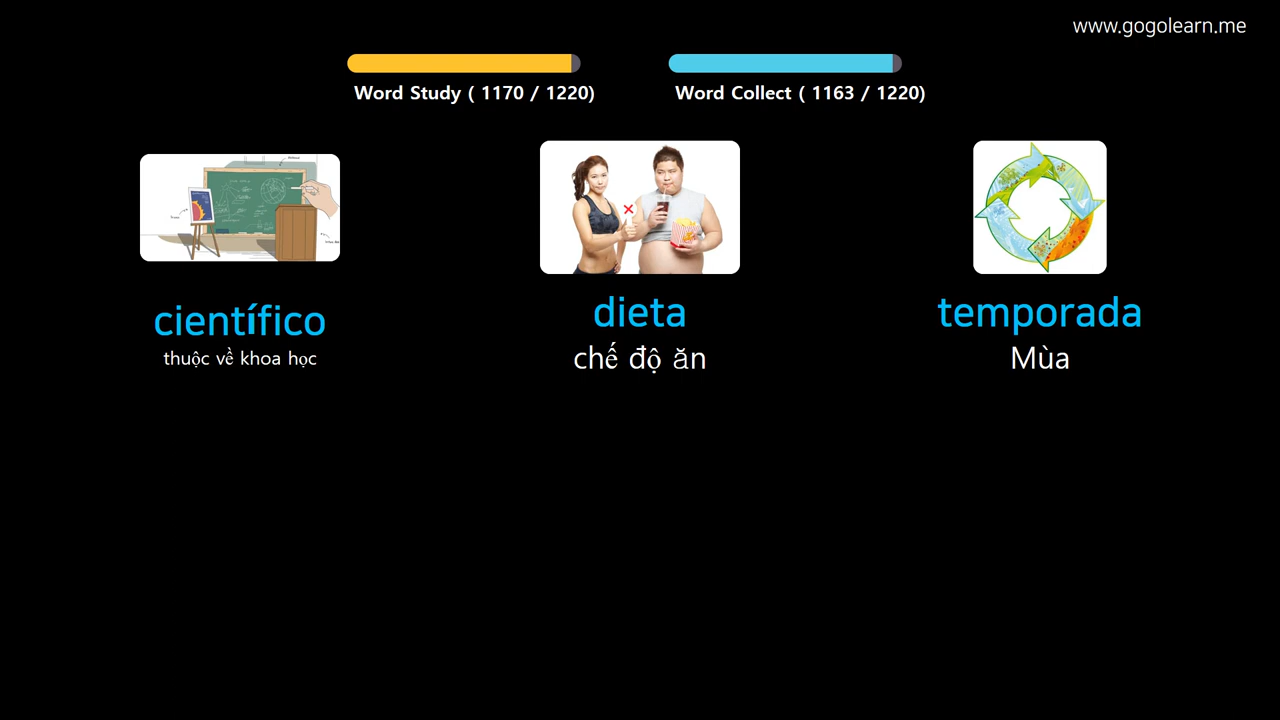 www.gogolearn.me
Word Study ( 1170 / 1220)
Word Collect ( 1163 / 1220)
científico
thuộc về khoa học
dieta
chế độ ăn
temporada
Mùa